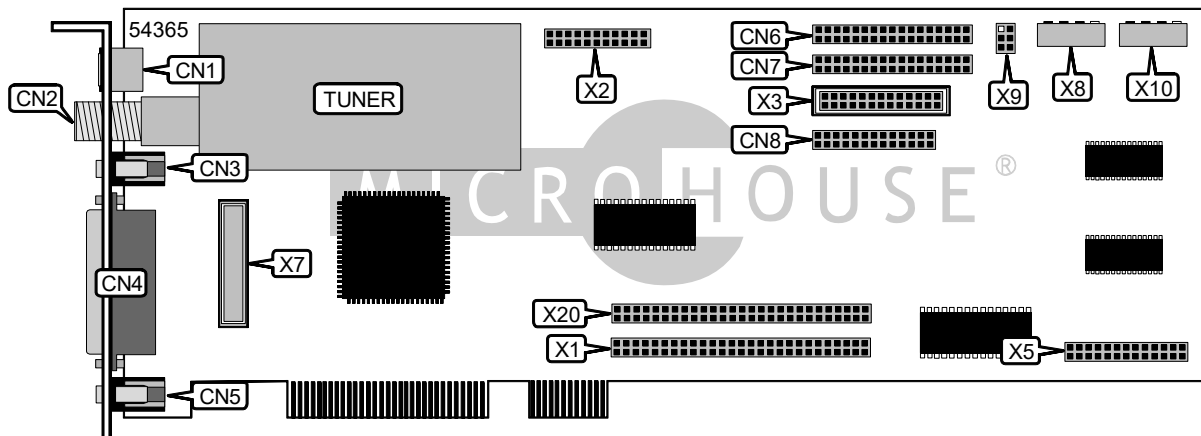 54365
CN1
CN2
TUNER
X2
CN6
CN7
X3
CN8
X9
X8
X10
CN3
MICROHOUSE®
X7
CN4
X20
X1
X5
CN5